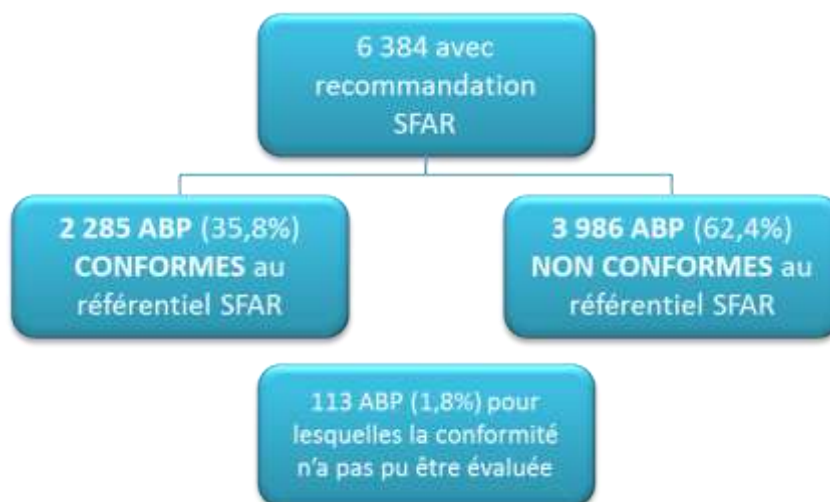 6 384 avec
recommandation
SFAR
2 285 ABP (35,8%)
CONFORMES au
référentiel SFAR
3 986 ABP (62,4%)
NON CONFORMES au
référentiel SFAR
113 ABP (1,8%) pour
lesquelles la conformité
n'a pas pu être évaluée